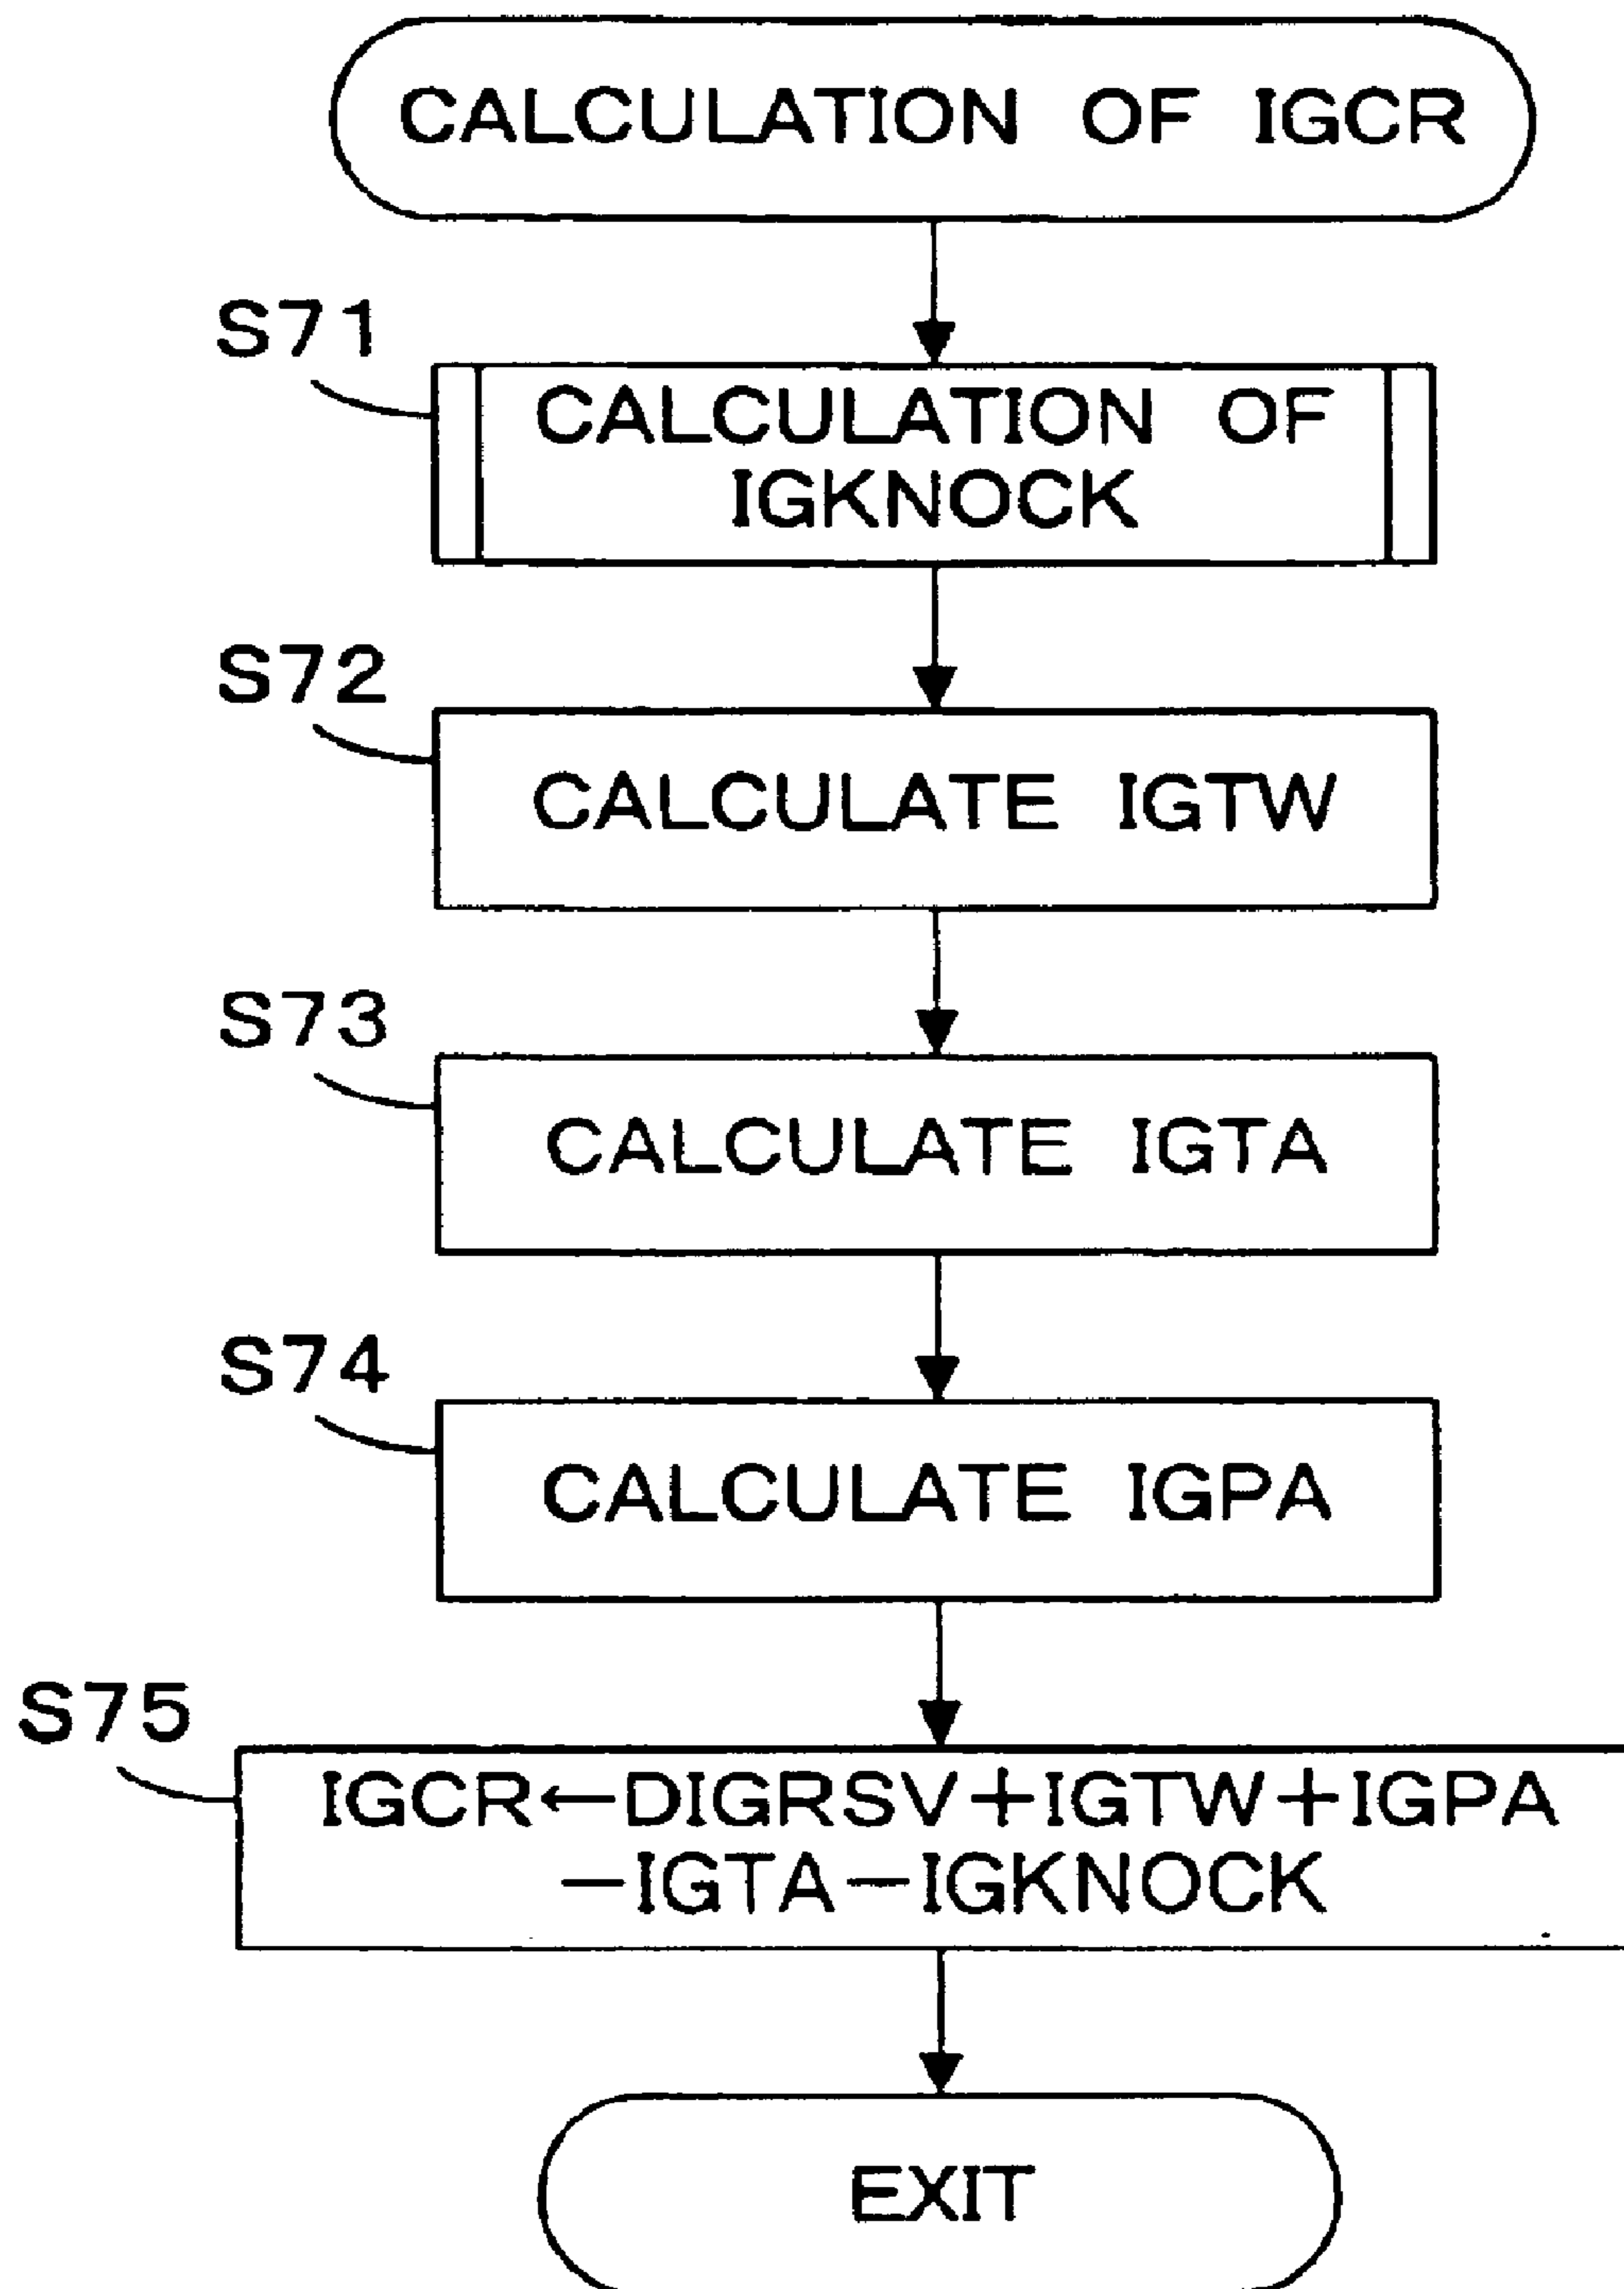 CALCULATION OF IGCR
S71
CALCULATION OF
IGKNOCK
S72
CALCULATE IGTW
S73
CALCULATE IGTA
S74
CALCULATE IGPA
S75
IGCR←DIGRSV+IGTW+IGPA
−IGTA−IGKNOCK
EXIT